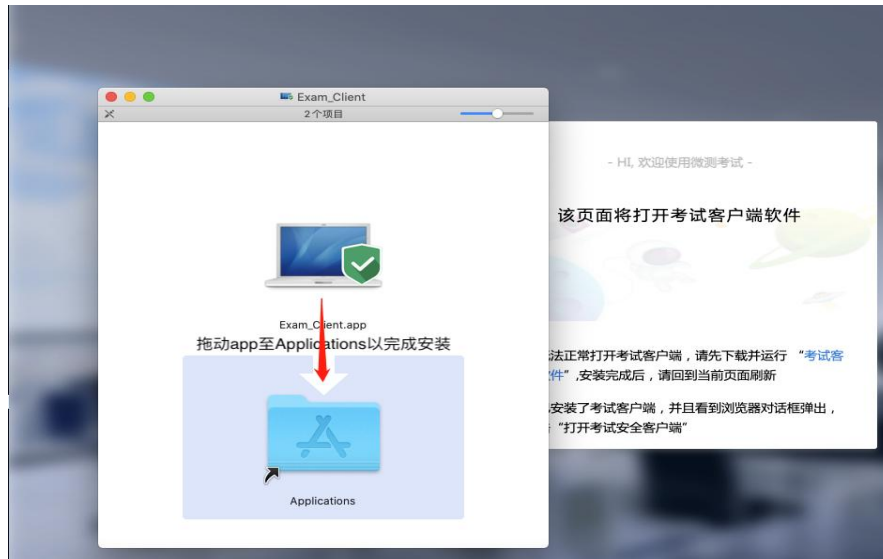 Exam_Client
2个项目
Exam_Client.app
拖动app至Applications以完成安装
Applications
- HI, 欢迎使用微测考试 -
该页面将打开考试客户端软件
法正常打开考试客户端，请先下载并运行 “考试客
件”,安装完成后，请回到当前页面刷新
安装了考试客户端，并且看到浏览器对话框弹出，
“打开考试安全客户端”